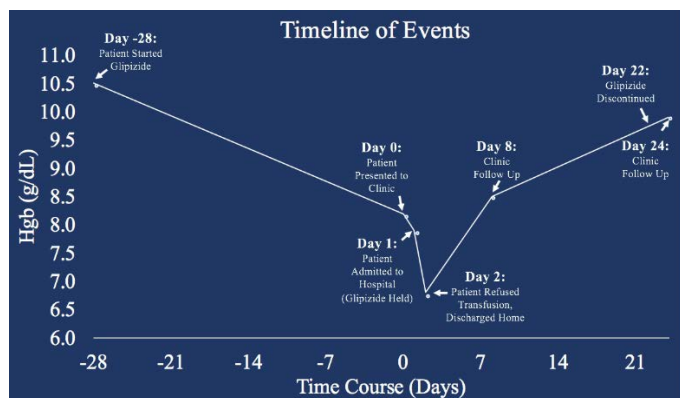 Timeline of Events
Day -28:
Patient Started
Glipizide
Day 0:
Patient
Presented to
Clinic
Day 1:
Patient
Admitted to
Hospital
(Glipizide Held)
Day 2:
Patient Refused
Transfusion,
Discharged Home
Day 8:
Clinic
Follow Up
Day 22:
Glipizide
Discontinued
Day 24:
Clinic
Follow Up
Hgb (g/dL)
11.0
10.5
10.0
9.5
9.0
8.5
8.0
7.5
7.0
6.5
6.0
-28 -21 -14 -7 0 7 14 21
Time Course (Days)